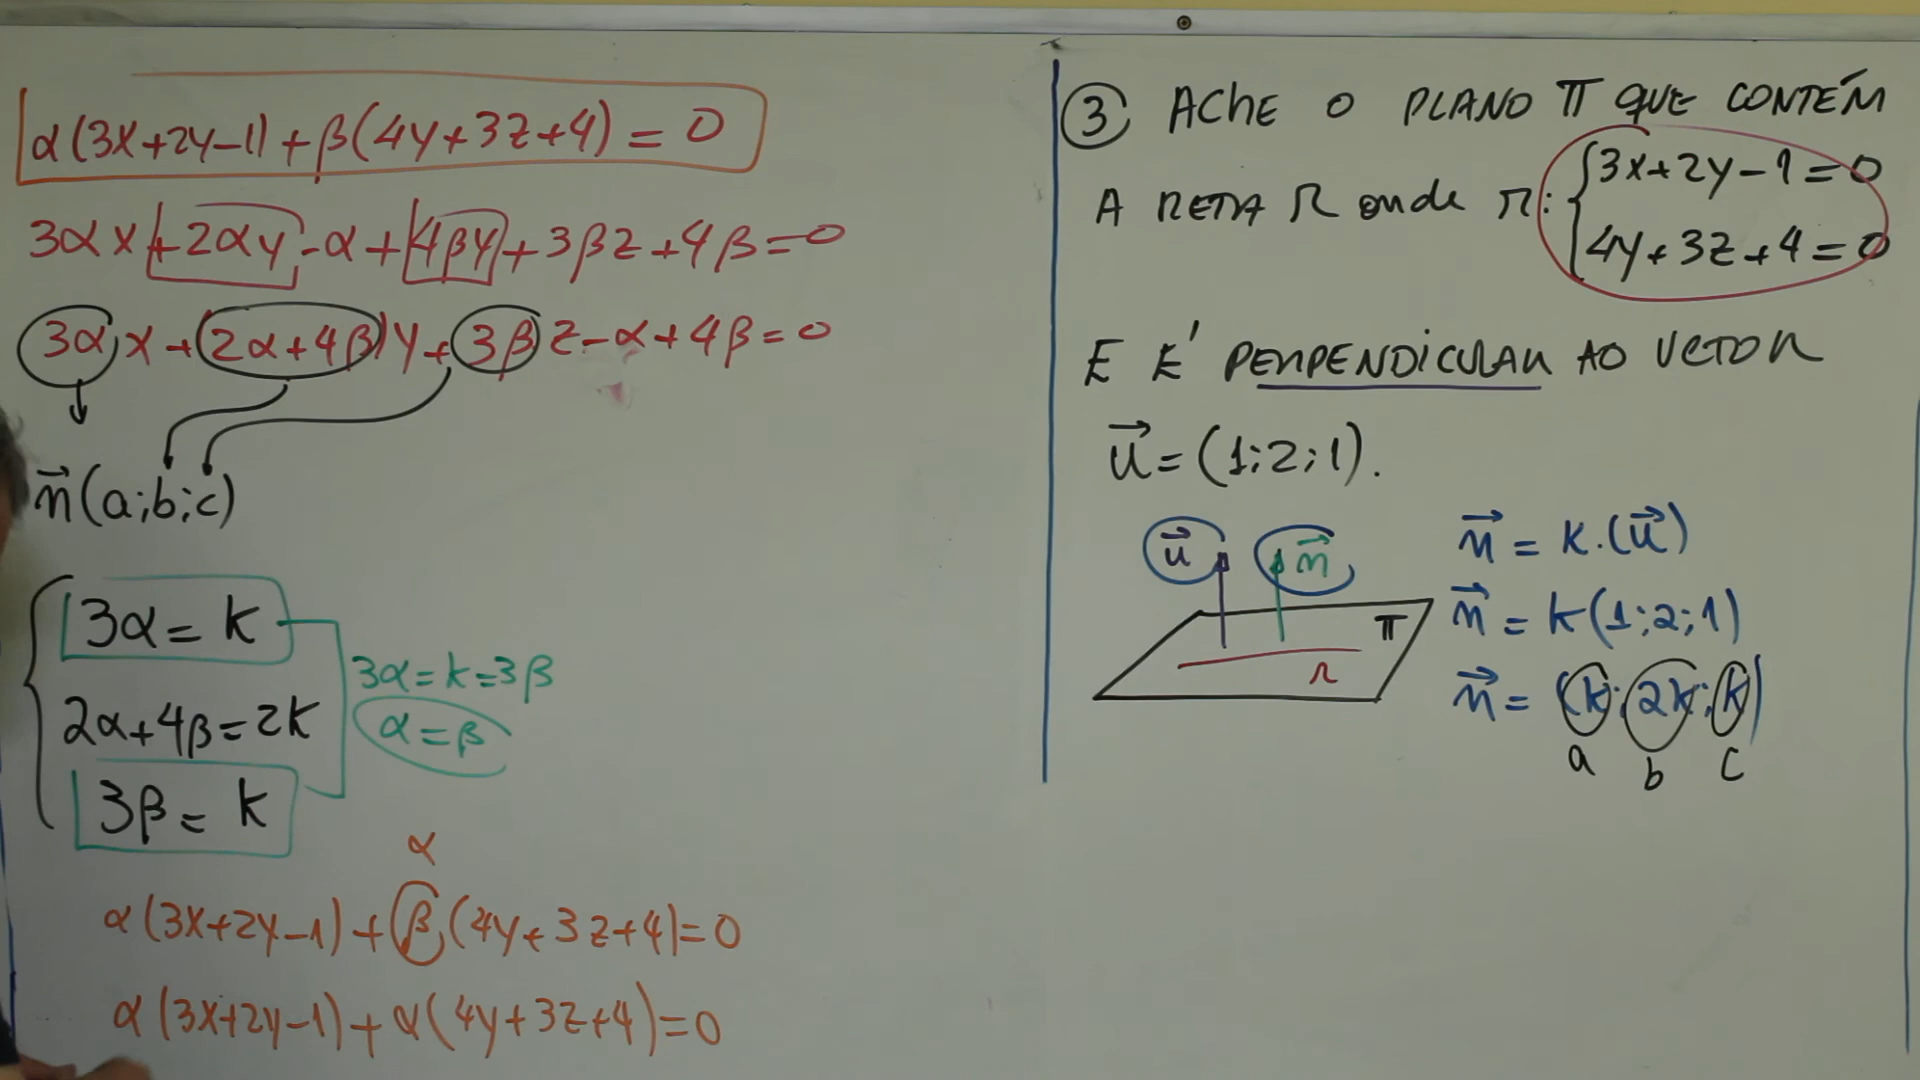 α(3x+2y-1)+β(4y+3z+4)=0
3αx+2αy-α+4βy+3βz+4β=0
3αx+(2α+4β)y+3βz-α+4β=0
n⃗(a;b;c)
3α=k
2α+4β=2k
3β=k
3α=k=3β
α=β
α
α(3x+2y-1)+β(4y+3z+4)=0
α(3x+2y-1)+α(4y+3z+4)=0
③ ACHE O PLANO π QUE CONTÉM
A RETA r onde r: {3x+2y-1=0
4y+3z+4=0
E É PERPENDICULAR AO VETOR
u⃗=(1;2;1).
u⃗ n⃗
π
r
n⃗=k.(u⃗)
n⃗=k(1;2;1)
n⃗=(k;2k;k)
a b c